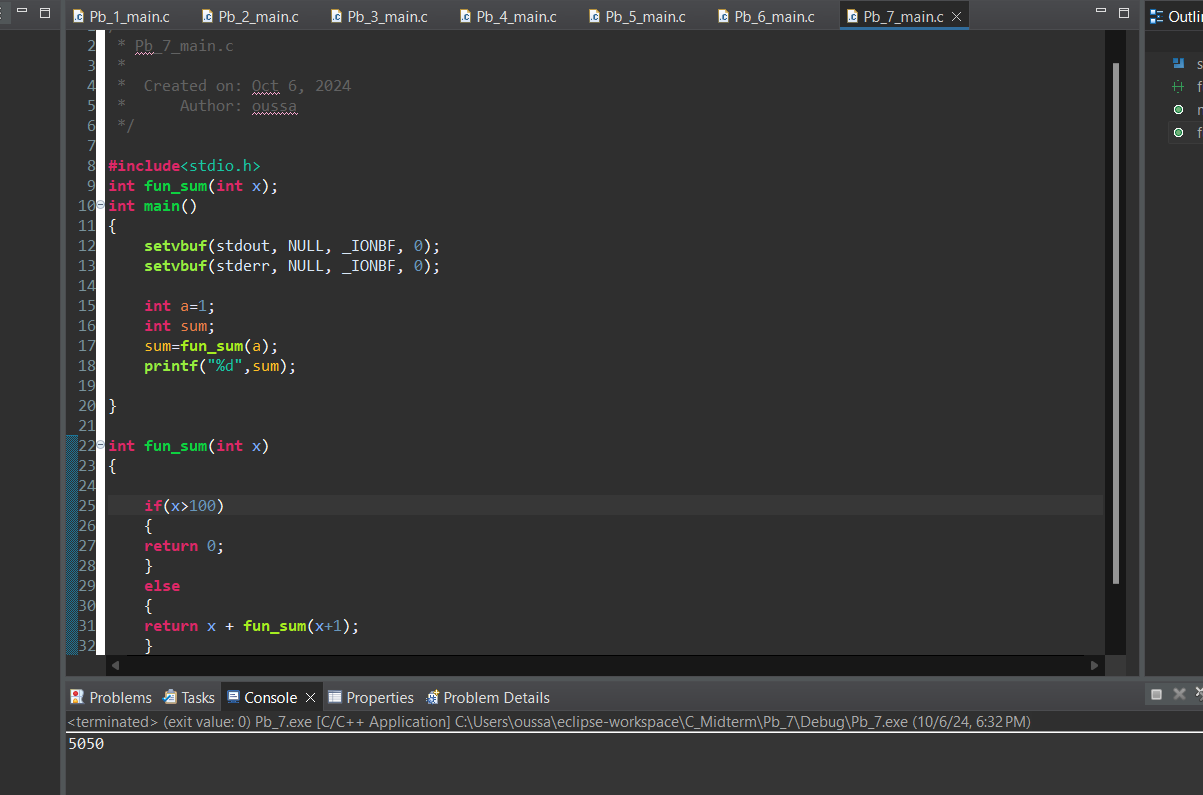 Pb_1_main.c Pb_2_main.c Pb_3_main.c Pb_4_main.c Pb_5_main.c Pb_6_main.c Pb_7_main.c
2 * Pb_7_main.c
3 *
4 * Created on: Oct 6, 2024
5 * Author: oussa
6 */
7
8 #include<stdio.h>
9 int fun_sum(int x);
10 int main()
11 {
12 setvbuf(stdout, NULL, _IONBF, 0);
13 setvbuf(stderr, NULL, _IONBF, 0);
14
15 int a=1;
16 int sum;
17 sum=fun_sum(a);
18 printf("%d",sum);
19
20 }
21
22 int fun_sum(int x)
23 {
24
25 if(x>100)
26 {
27 return 0;
28 }
29 else
30 {
31 return x + fun_sum(x+1);
32 }
Problems Tasks Console Properties Problem Details
<terminated> (exit value: 0) Pb_7.exe [C/C++ Application] C:\Users\oussa\eclipse-workspace\C_Midterm\Pb_7\Debug\Pb_7.exe (10/6/24, 6:32 PM)
5050